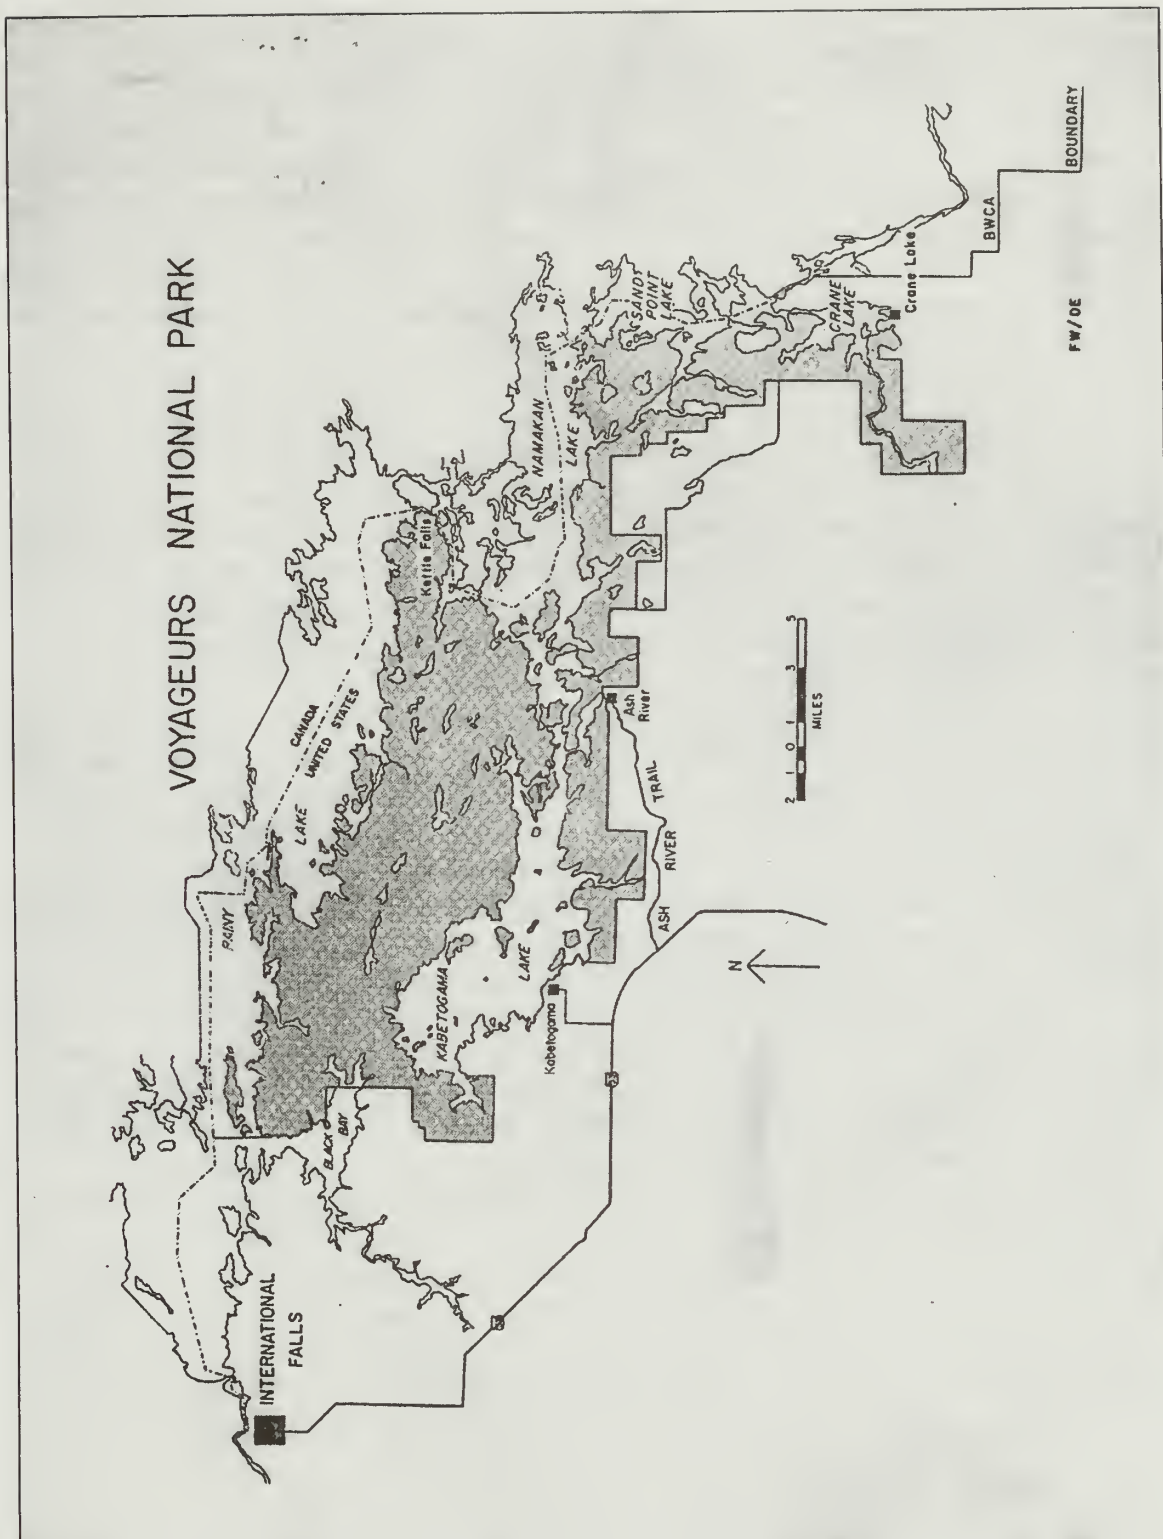 VOYAGEURS NATIONAL PARK
CANADA
UNITED STATES
RAINY
LAKE
Kettle Falls
NAMAKAN
LAKE
SAND
POINT
LAKE
CRANE
LAKE
Crane Lake
BWCA
BOUNDARY
FW/DE
INTERNATIONAL
FALLS
BLACK
BAY
KABETOGAMA
LAKE
Kabetogama
Ash
River
ASH
RIVER
TRAIL
53
53
N
2 1 0 1 3 5
MILES